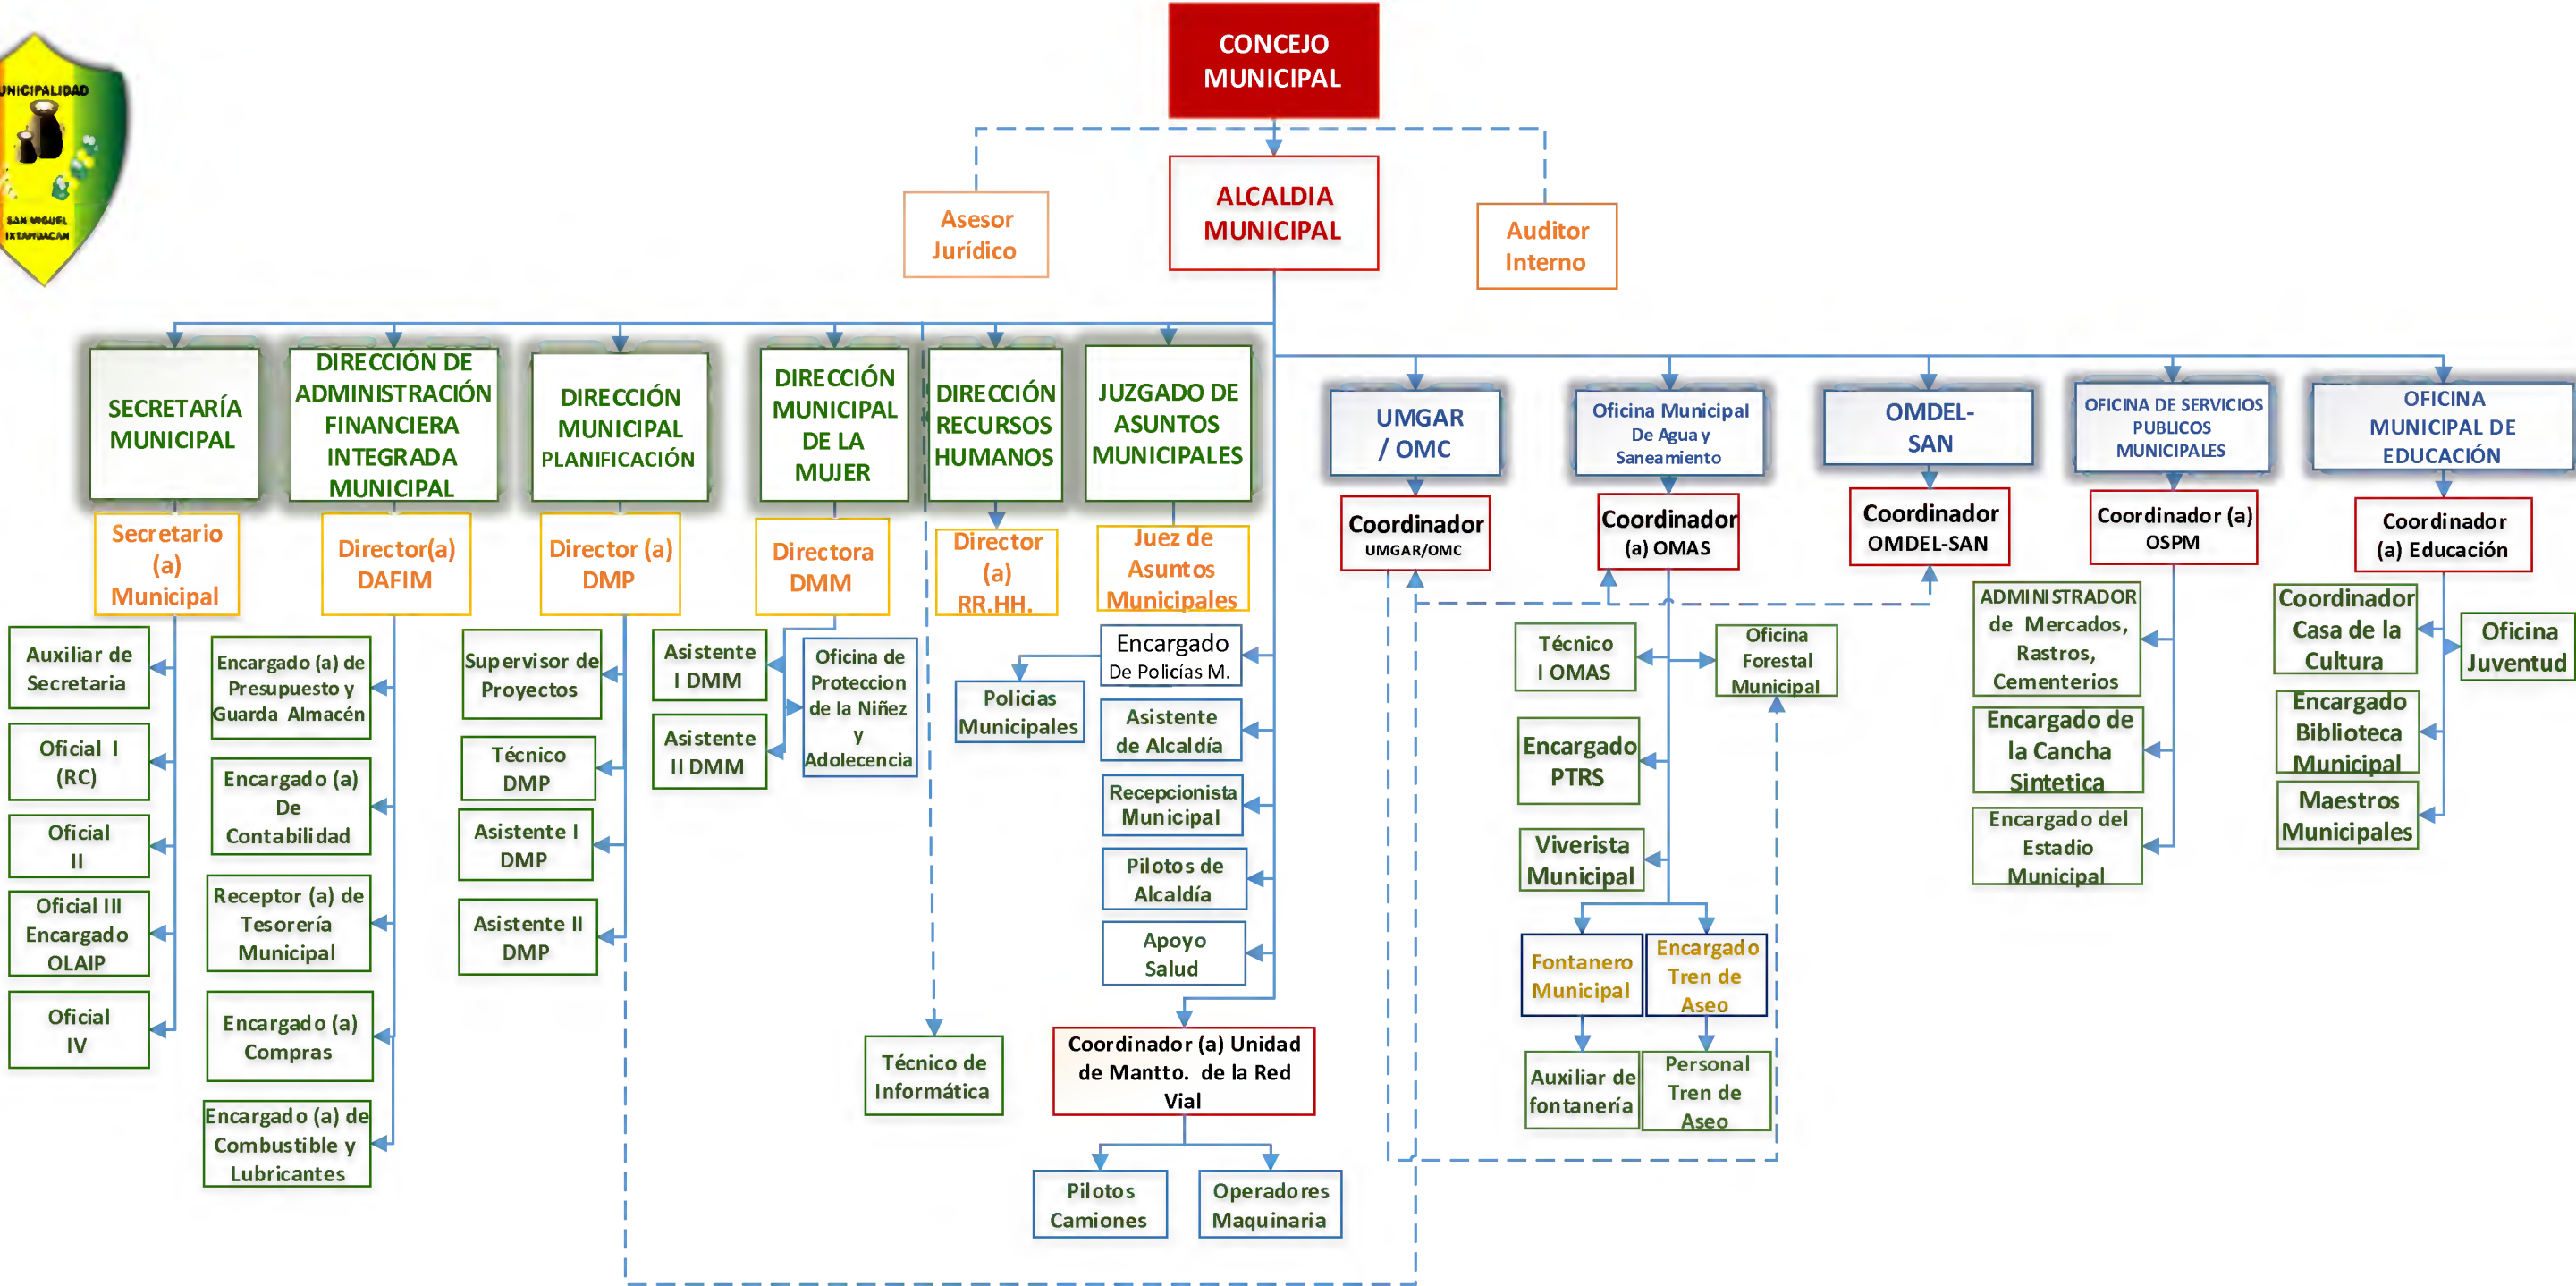 CONCEJO
MUNICIPAL
UNICIPALIDAD
SAN MIGUEL
IXTAHUACAN
ALCALDIA
MUNICIPAL
Asesor
Jurídico
Auditor
Interno
SECRETARÍA
MUNICIPAL
DIRECCIÓN DE
ADMINISTRACIÓN
FINANCIERA
INTEGRADA
MUNICIPAL
DIRECCIÓN
MUNICIPAL
PLANIFICACIÓN
DIRECCIÓN
MUNICIPAL
DE LA
MUJER
DIRECCIÓN
RECURSOS
HUMANOS
JUZGADO DE
ASUNTOS
MUNICIPALES
UMGAR
/ OMC
Oficina Municipal
De Agua y
Saneamiento
OMDEL-
SAN
OFICINA DE SERVICIOS
PUBLICOS
MUNICIPALES
OFICINA
MUNICIPAL DE
EDUCACIÓN
Secretario
(a)
Municipal
Director(a)
DAFIM
Director (a)
DMP
Directora
DMM
Director
(a)
RR.HH.
Juez de
Asuntos
Municipales
Coordinador
UMGAR/OMC
Coordinador
(a) OMAS
Coordinador
OMDEL-SAN
Coordinador (a)
OSPM
Coordinador
(a) Educación
Auxiliar de
Secretaria
Oficial I
(RC)
Oficial
II
Oficial III
Encargado
OLAIP
Oficial
IV
Encargado (a) de
Presupuesto y
Guarda Almacén
Encargado (a)
De
Contabilidad
Receptor (a) de
Tesorería
Municipal
Encargado (a)
Compras
Encargado (a) de
Combustible y
Lubricantes
Supervisor de
Proyectos
Técnico
DMP
Asistente I
DMP
Asistente II
DMP
Asistente
I DMM
Asistente
II DMM
Oficina de
Proteccion
de la Niñez
y
Adolecencia
Técnico de
Informática
Encargado
De Policías M.
Policias
Municipales
Asistente
de Alcaldía
Recepcionista
Municipal
Pilotos de
Alcaldía
Apoyo
Salud
Coordinador (a) Unidad
de Mantto. de la Red
Vial
Pilotos
Camiones
Operadores
Maquinaria
Técnico
I OMAS
Oficina
Forestal
Municipal
Encargado
PTRS
Viverista
Municipal
Fontanero
Municipal
Encargado
Tren de
Aseo
Auxiliar de
fontanería
Personal
Tren de
Aseo
ADMINISTRADOR
de Mercados,
Rastros,
Cementerios
Encargado de
la Cancha
Sintetica
Encargado del
Estadio
Municipal
Coordinador
Casa de la
Cultura
Oficina
Juventud
Encargado
Biblioteca
Municipal
Maestros
Municipales